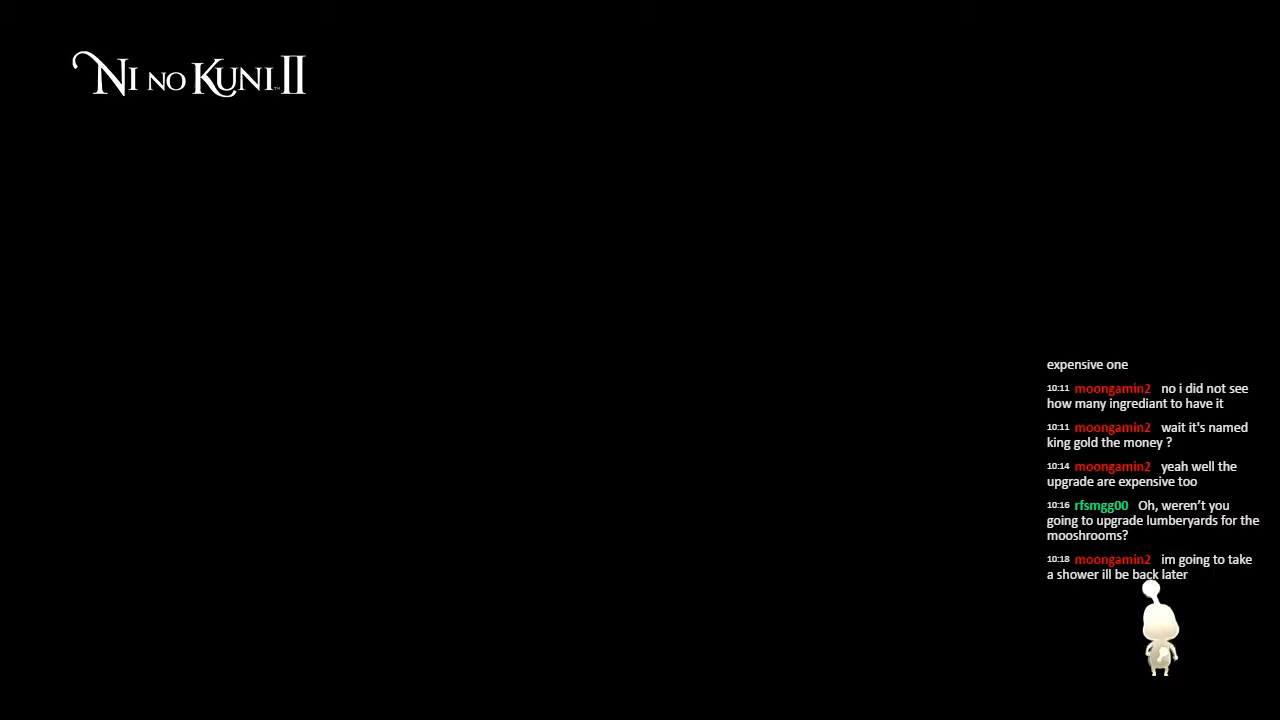 NI NO KUNI™ II
expensive one
10:11 moongamin2 no i did not see
how many ingrediant to have it
10:11 moongamin2 wait it's named
king gold the money ?
10:14 moongamin2 yeah well the
upgrade are expensive too
10:16 rfsmgg00 Oh, weren’t you
going to upgrade lumberyards for the
mooshrooms?
10:18 moongamin2 im going to take
a shower ill be back later